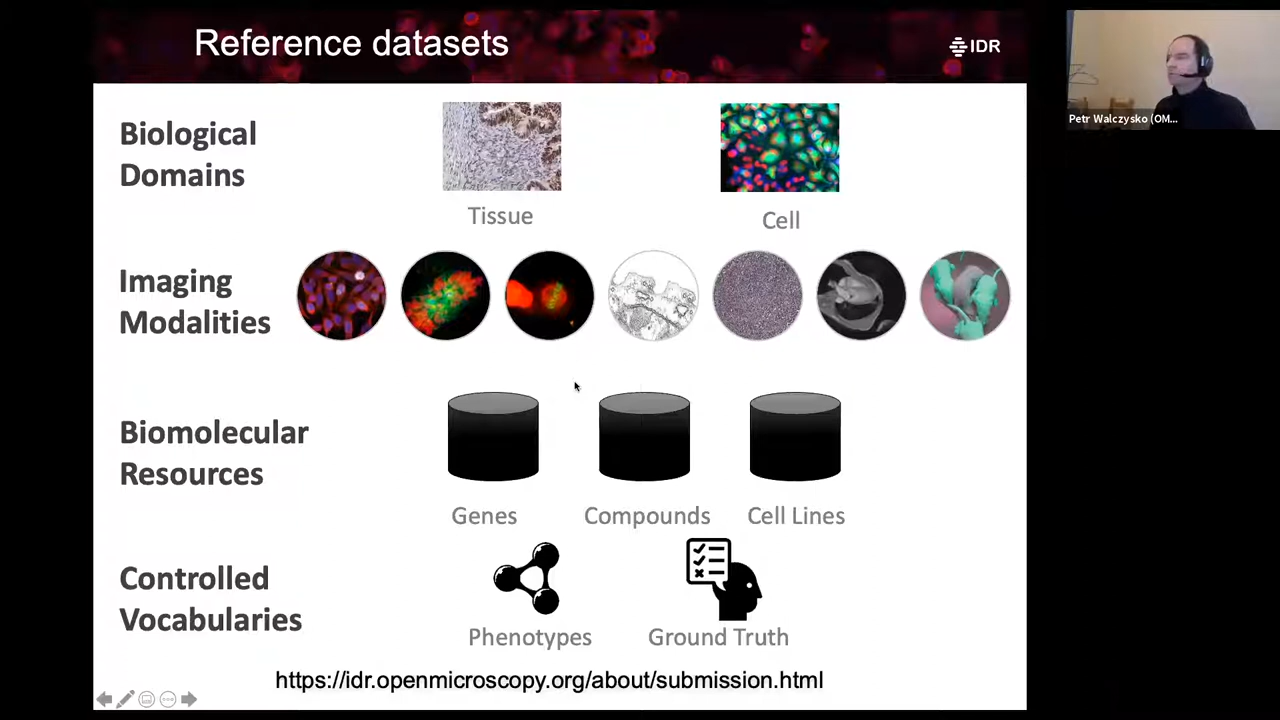 Reference datasets
IDR
Petr Walczysko (OM...
Biological
Domains
Tissue
Cell
Imaging
Modalities
Biomolecular
Resources
Genes
Compounds
Cell Lines
Controlled
Vocabularies
Phenotypes
Ground Truth
https://idr.openmicroscopy.org/about/submission.html